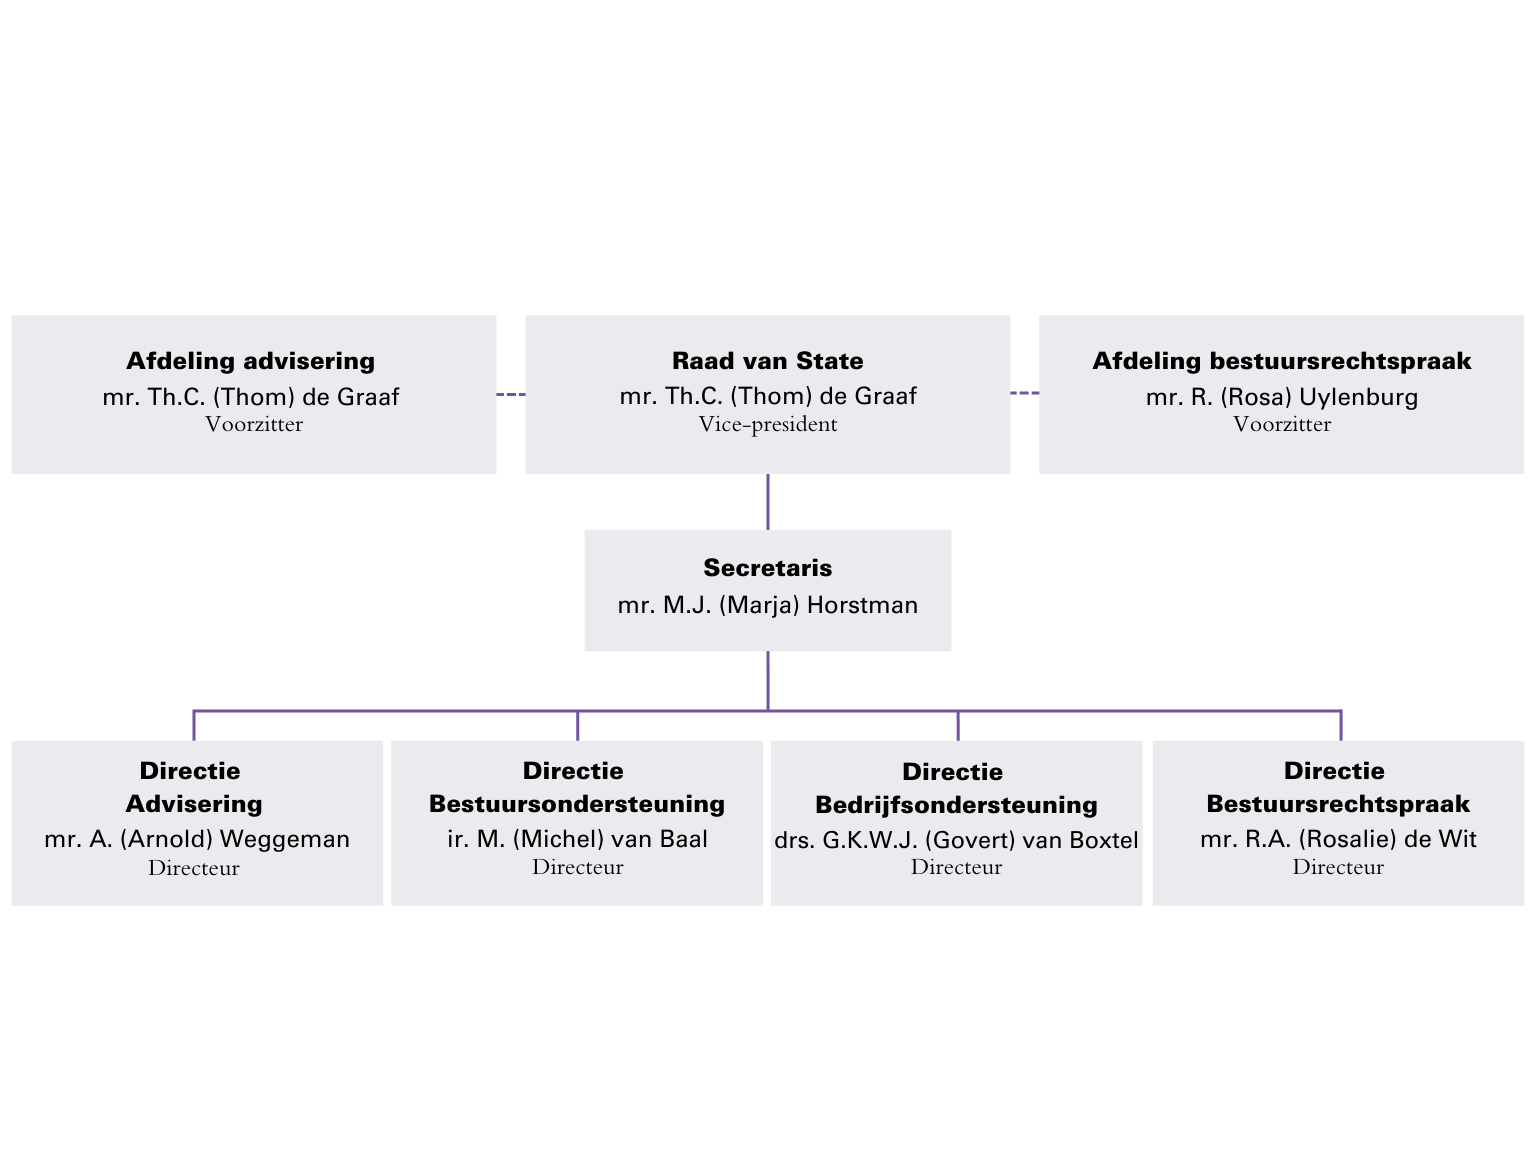 Afdeling advisering
mr. Th.C. (Thom) de Graaf
Voorzitter
Raad van State
mr. Th.C. (Thom) de Graaf
Vice-president
Afdeling bestuursrechtspraak
mr. R. (Rosa) Uylenburg
Voorzitter
Secretaris
mr. M.J. (Marja) Horstman
Directie
Advisering
mr. A. (Arnold) Weggeman
Directeur
Directie
Bestuursondersteuning
ir. M. (Michel) van Baal
Directeur
Directie
Bedrijfsondersteuning
drs. G.K.W.J. (Govert) van Boxtel
Directeur
Directie
Bestuursrechtspraak
mr. R.A. (Rosalie) de Wit
Directeur